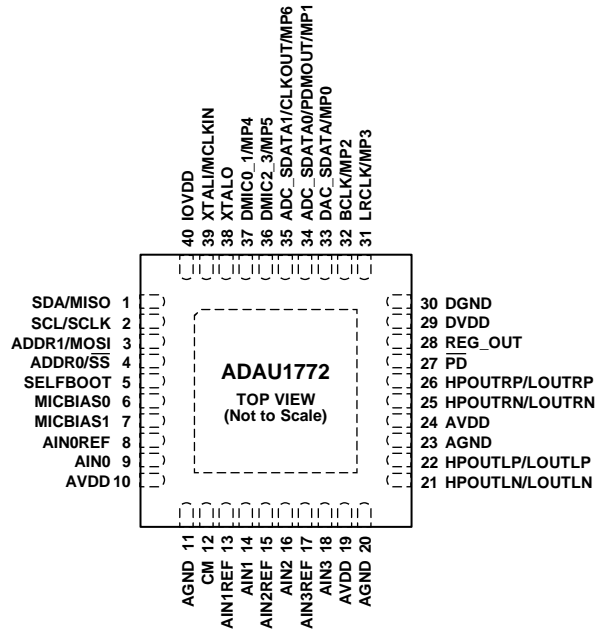 40 IOVDD
39 XTALI/MCLKIN
38 XTALO
37 DMIC0_1/MP4
36 DMIC2_3/MP5
35 ADC_SDATA1/CLKOUT/MP6
34 ADC_SDATA0/PDMOUT/MP1
33 DAC_SDATA/MP0
32 BCLK/MP2
31 LRCLK/MP3
SDA/MISO 1
SCL/SCLK 2
ADDR1/MOSI 3
ADDR0/S̅S̅ 4
SELFBOOT 5
MICBIAS0 6
MICBIAS1 7
AIN0REF 8
AIN0 9
AVDD 10
ADAU1772
TOP VIEW
(Not to Scale)
30 DGND
29 DVDD
28 REG_OUT
27 P̅D̅
26 HPOUTRP/LOUTRP
25 HPOUTRN/LOUTRN
24 AVDD
23 AGND
22 HPOUTLP/LOUTLP
21 HPOUTLN/LOUTLN
AGND 11
CM 12
AIN1REF 13
AIN1 14
AIN2REF 15
AIN2 16
AIN3REF 17
AIN3 18
AVDD 19
AGND 20